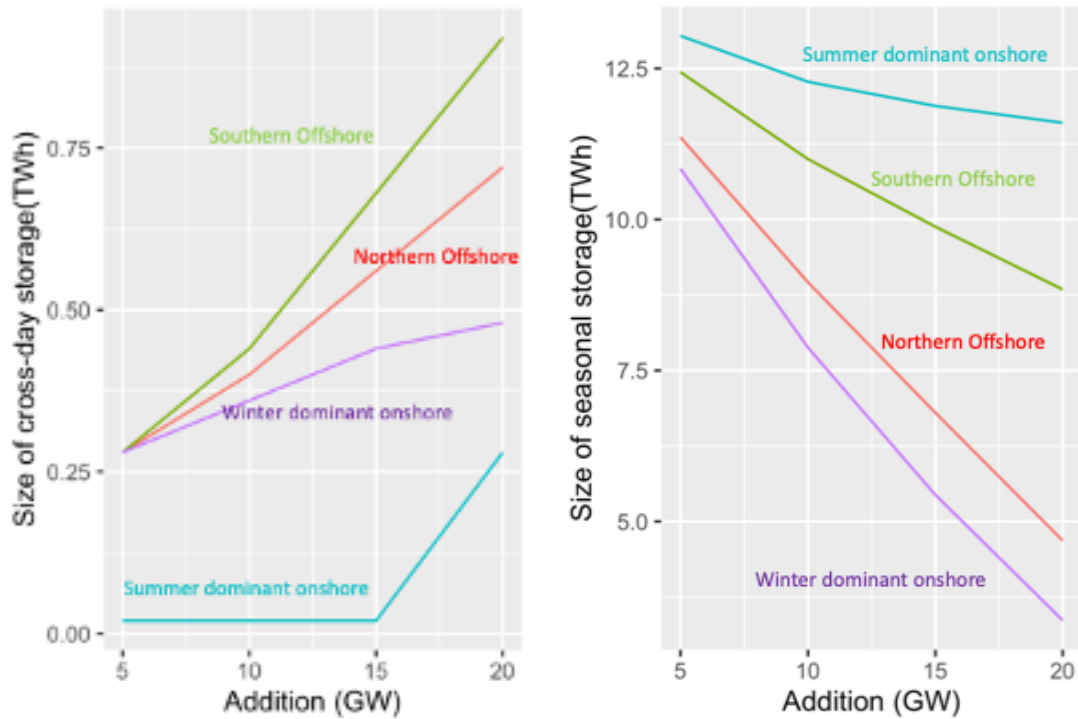 Size of cross-day storage(TWh)
0.75
0.50
0.25
0.00
Southern Offshore
Northern Offshore
Winter dominant onshore
Summer dominant onshore
5 10 15 20
Addition (GW)
Size of seasonal storage(TWh)
12.5
10.0
7.5
5.0
Summer dominant onshore
Southern Offshore
Northern Offshore
Winter dominant onshore
5 10 15 20
Addition (GW)